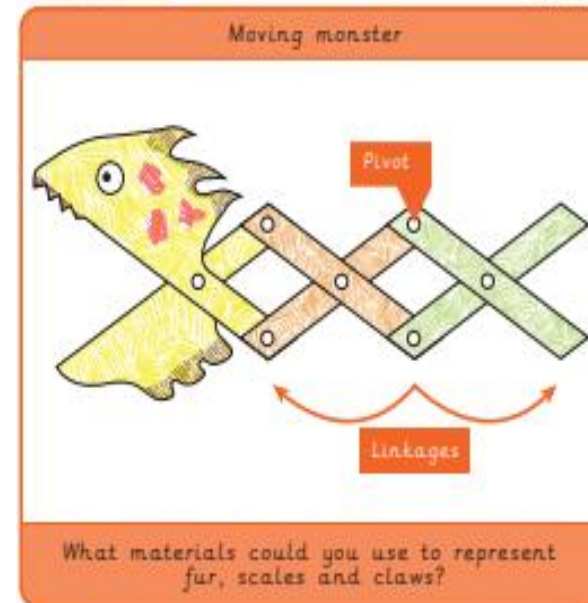 Moving monster
Pivot
Linkages
What materials could you use to represent
fur, scales and claws?